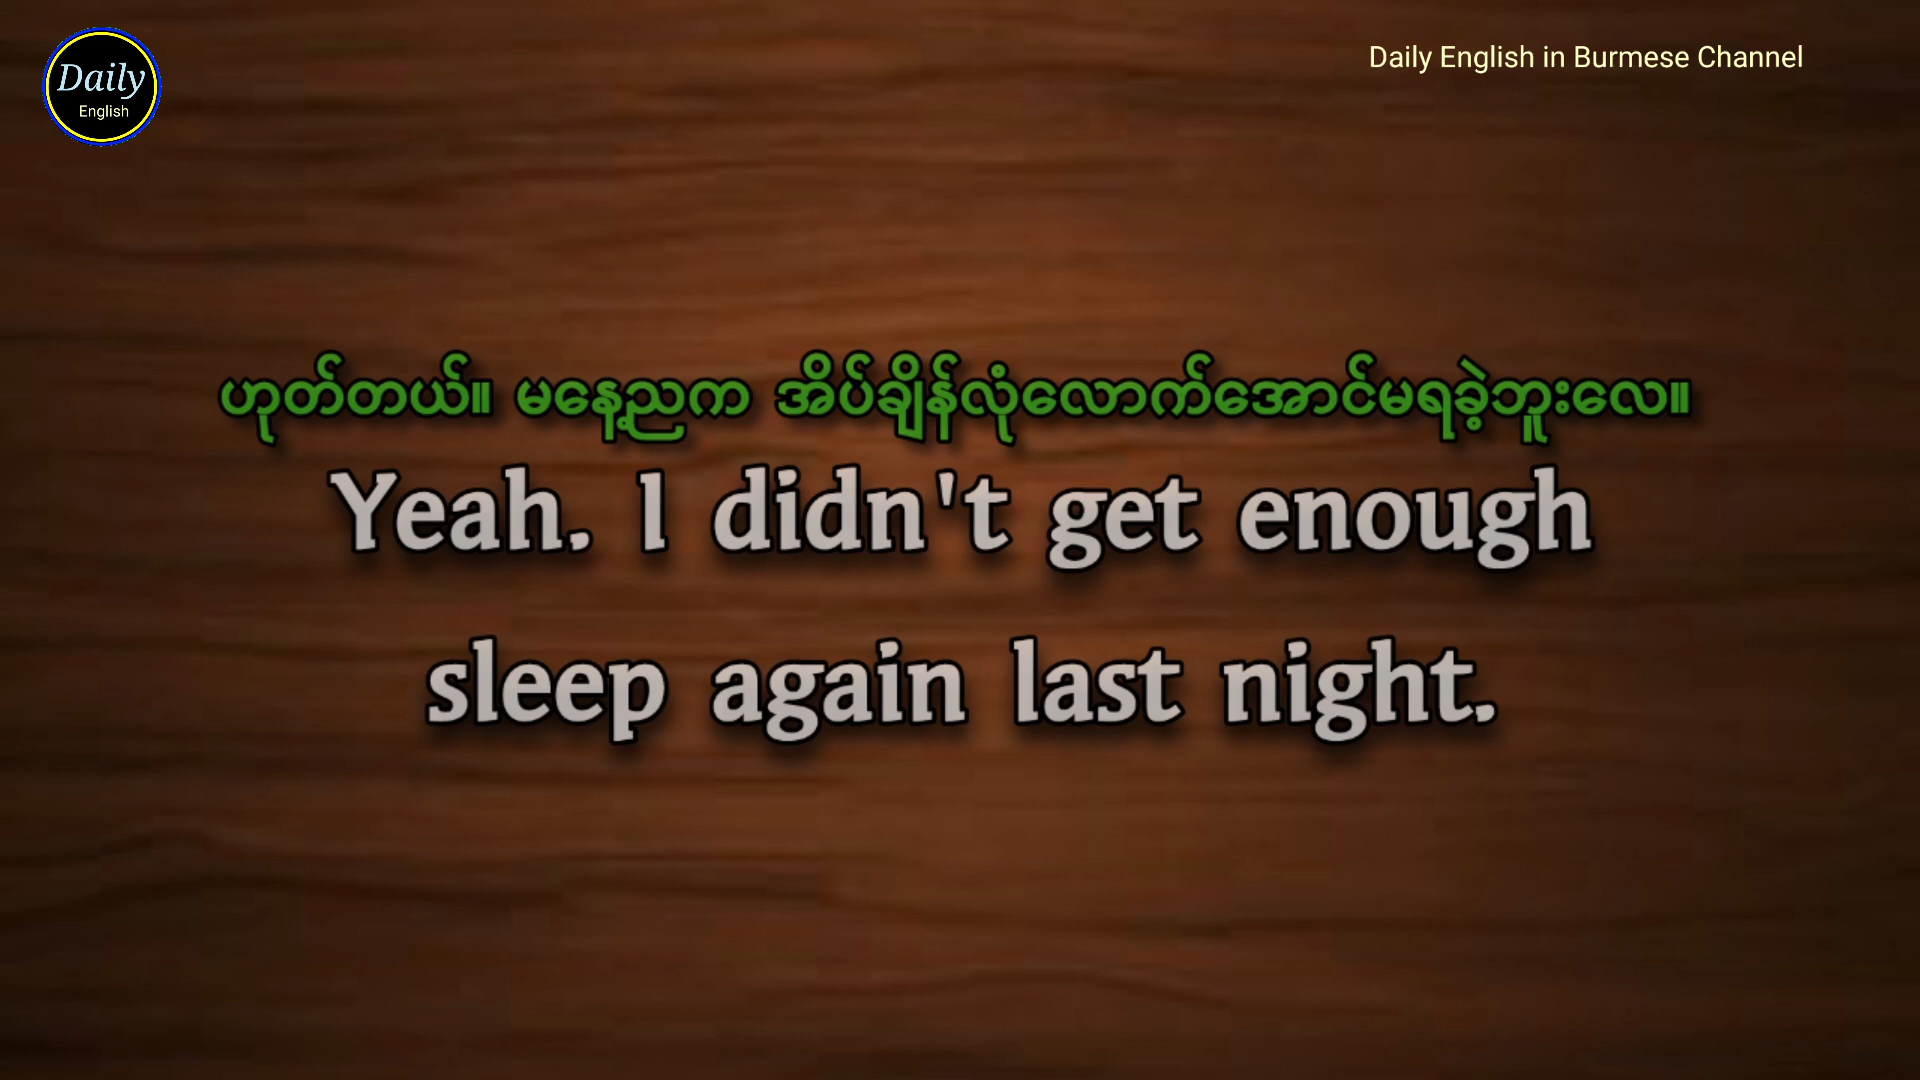 Daily
English
Daily English in Burmese Channel
ဟုတ်တယ်။ မနေ့ညက အိပ်ချိန်လုံလောက်အောင်မရခဲ့ဘူးလေ။
Yeah. I didn't get enough
sleep again last night.